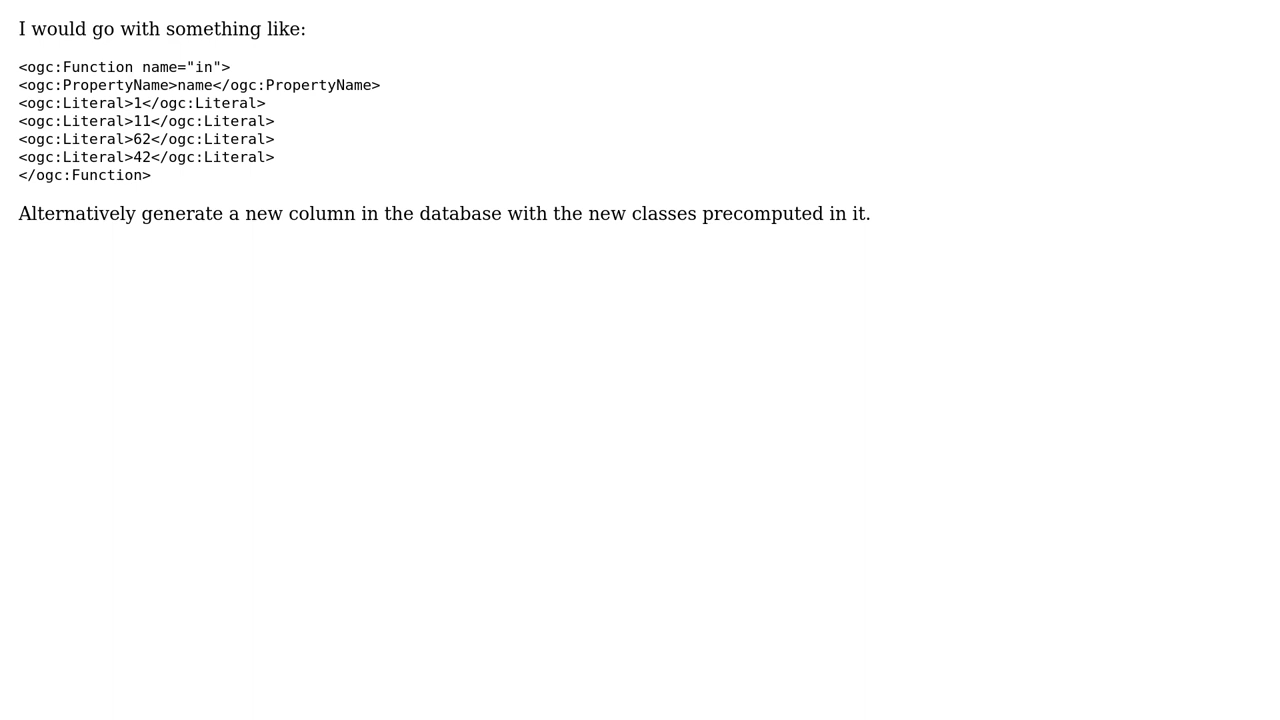 I would go with something like:
<ogc:Function name="in">
<ogc:PropertyName>name</ogc:PropertyName>
<ogc:Literal>1</ogc:Literal>
<ogc:Literal>11</ogc:Literal>
<ogc:Literal>62</ogc:Literal>
<ogc:Literal>42</ogc:Literal>
</ogc:Function>
Alternatively generate a new column in the database with the new classes precomputed in it.